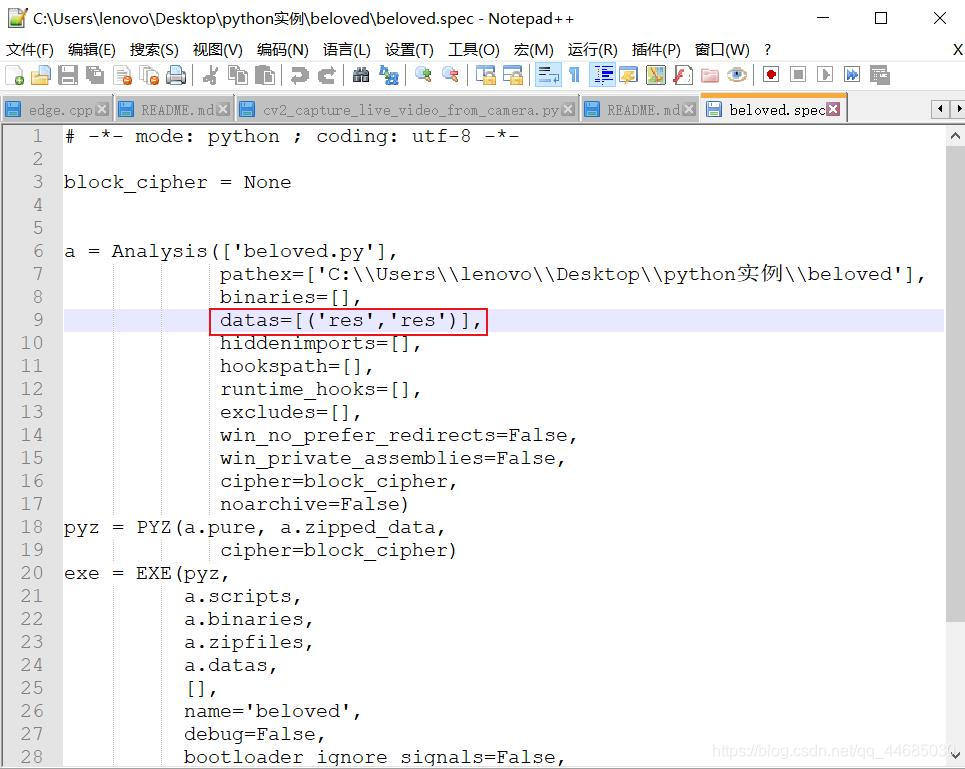 C:\Users\lenovo\Desktop\python实例\beloved\beloved.spec - Notepad++
文件(F) 编辑(E) 搜索(S) 视图(V) 编码(N) 语言(L) 设置(T) 工具(O) 宏(M) 运行(R) 插件(P) 窗口(W) ? X
edge.cpp README.md cv2_capture_live_video_from_camera.py README.md beloved.spec
1 # -*- mode: python ; coding: utf-8 -*-
2
3 block_cipher = None
4
5
6 a = Analysis(['beloved.py'],
7 pathex=['C:\\Users\\lenovo\\Desktop\\python实例\\beloved'],
8 binaries=[],
9 datas=[('res','res')],
10 hiddenimports=[],
11 hookspath=[],
12 runtime_hooks=[],
13 excludes=[],
14 win_no_prefer_redirects=False,
15 win_private_assemblies=False,
16 cipher=block_cipher,
17 noarchive=False)
18 pyz = PYZ(a.pure, a.zipped_data,
19 cipher=block_cipher)
20 exe = EXE(pyz,
21 a.scripts,
22 a.binaries,
23 a.zipfiles,
24 a.datas,
25 [],
26 name='beloved',
27 debug=False,
28 bootloader_ignore_signals=False,
https://blog.csdn.net/qq_44685030